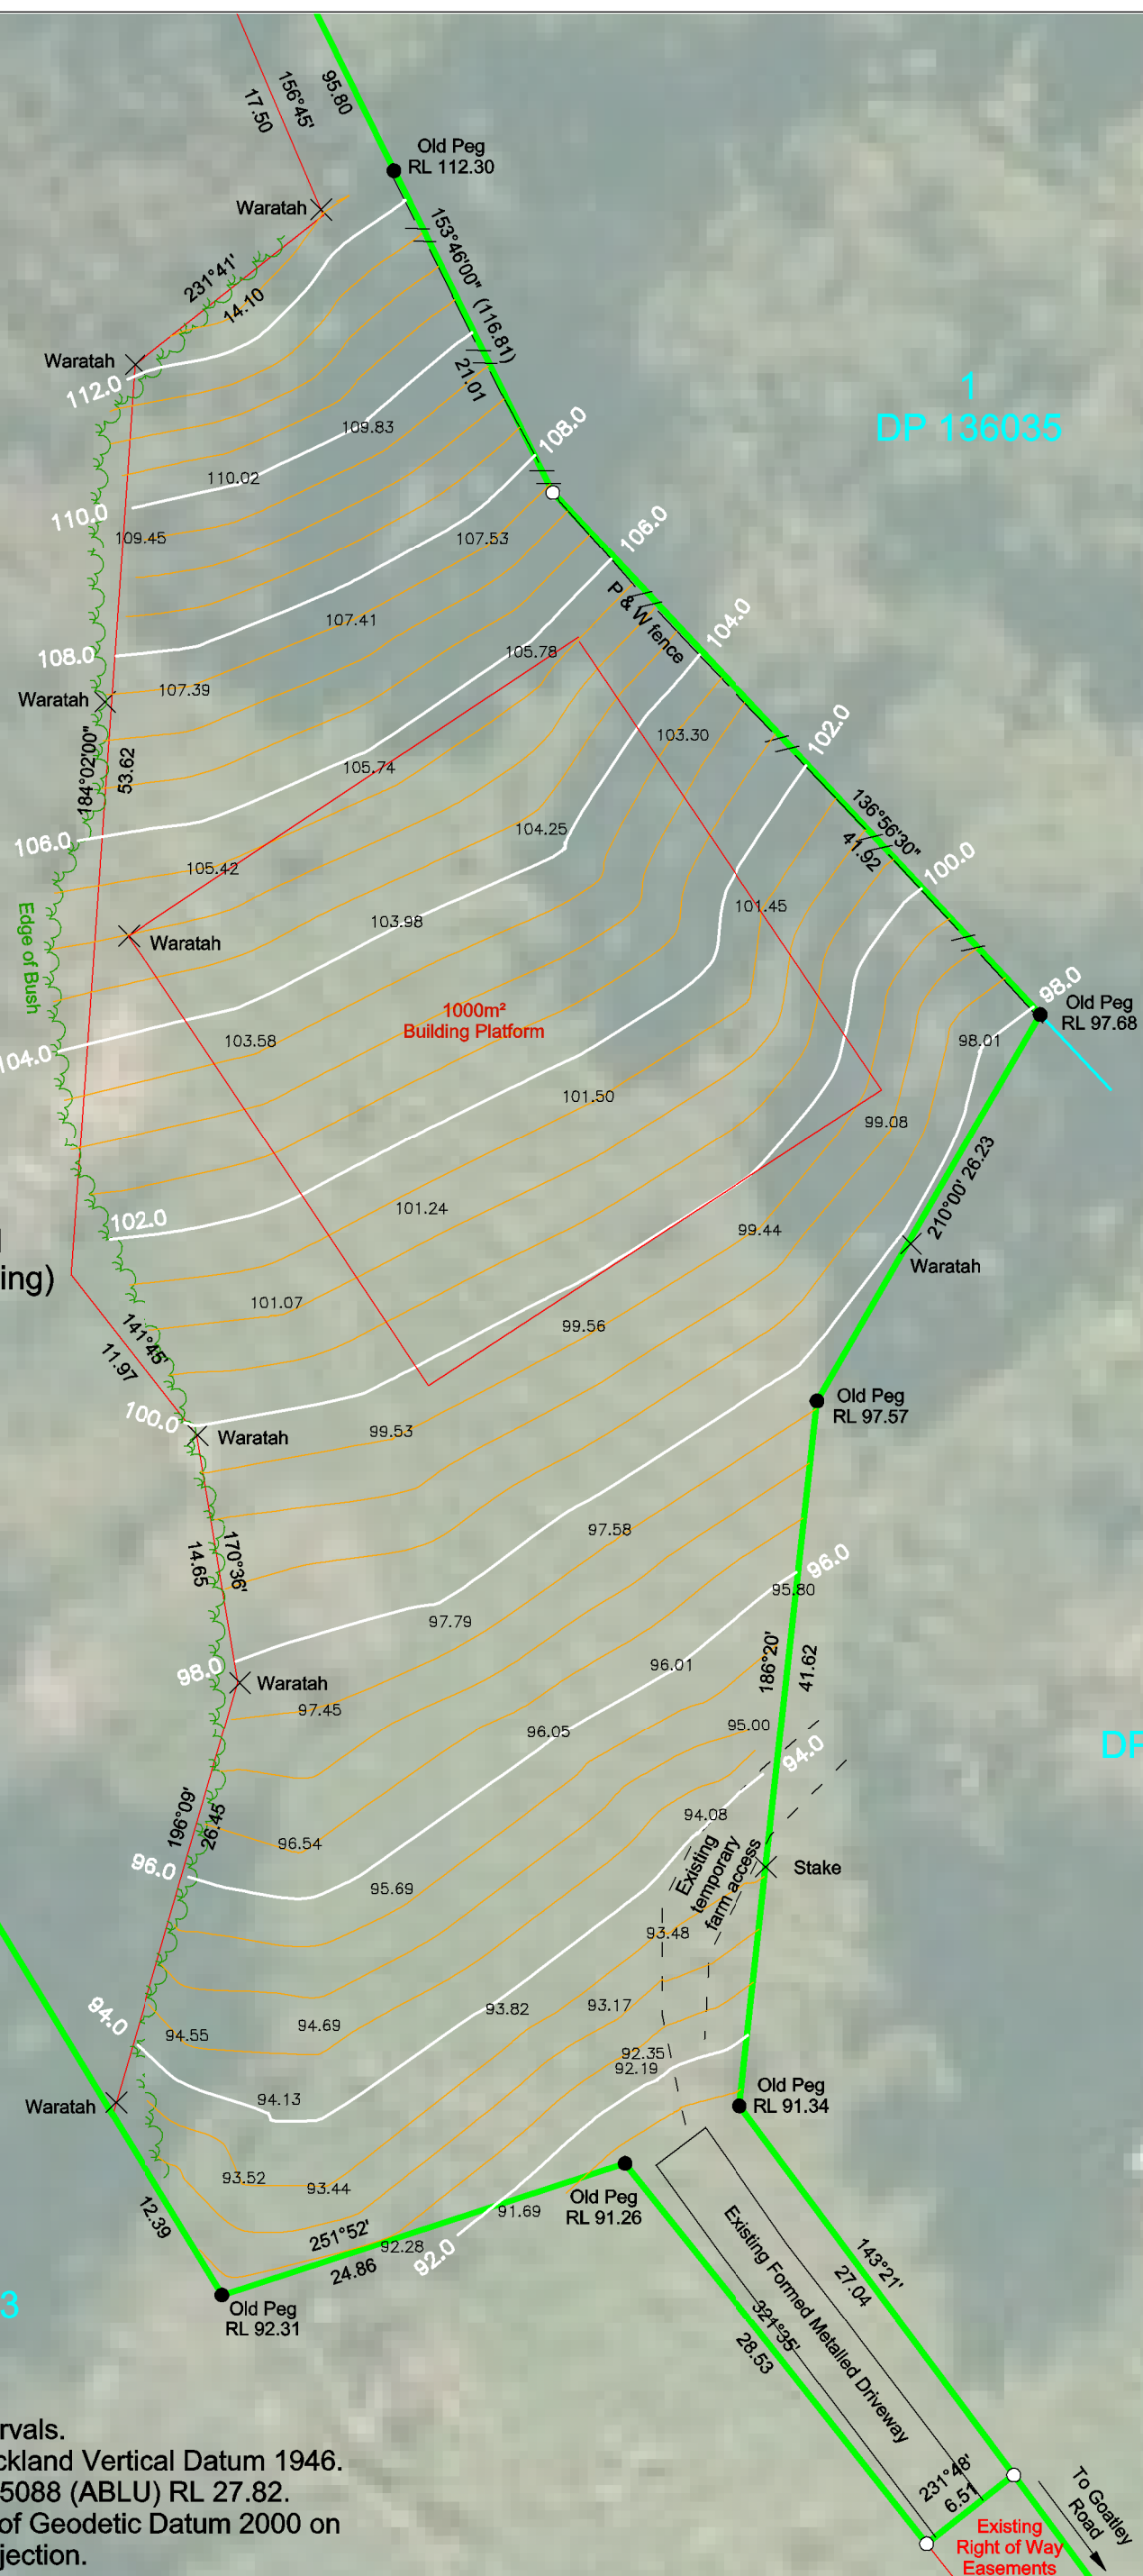 95.80
156°45'
17.50
Old Peg
RL 112.30
Waratah
153°46'00" (116.81)
21.01
231°41'
14.10
Waratah
112.0
1
DP 136035
109.83
108.0
110.02
110.0
109.45
107.53
106.0
P & W fence
107.41
104.0
108.0
105.78
107.39
Waratah
102.0
103.30
184°02'00"
53.62
105.74
136°56'30"
41.92
104.25
106.0
100.0
105.42
101.45
103.98
Edge of Bush
Waratah
98.0
Old Peg
RL 97.68
1000m²
Building Platform
103.58
98.01
104.0
101.50
99.08
210°00' 26.23
102.0
101.24
99.44
Waratah
ing)
101.07
99.56
141°45'
11.97
Old Peg
RL 97.57
100.0
Waratah
99.53
97.58
170°36'
14.65
96.0
95.80
97.79
186°20'
41.62
98.0
Waratah
96.01
97.45
96.05
95.00
94.0
DP
94.08
196°09'
26.45
96.54
96.0
95.69
Existing
temporary
farm access
Stake
93.48
94.0
93.82
93.17
94.55
94.69
92.35
92.19
Waratah
94.13
Old Peg
RL 91.34
93.52
93.44
Old Peg
RL 91.26
91.69
12.39
251°52'
24.86
92.28
92.0
Existing Formed Metalled Driveway
143°21'
27.04
3
Old Peg
RL 92.31
321°35'
28.53
rvals.
ckland Vertical Datum 1946.
5088 (ABLU) RL 27.82.
of Geodetic Datum 2000 on
jection.
231°48'
6.51
To Goatley
Road
Existing
Right of Way
Easements